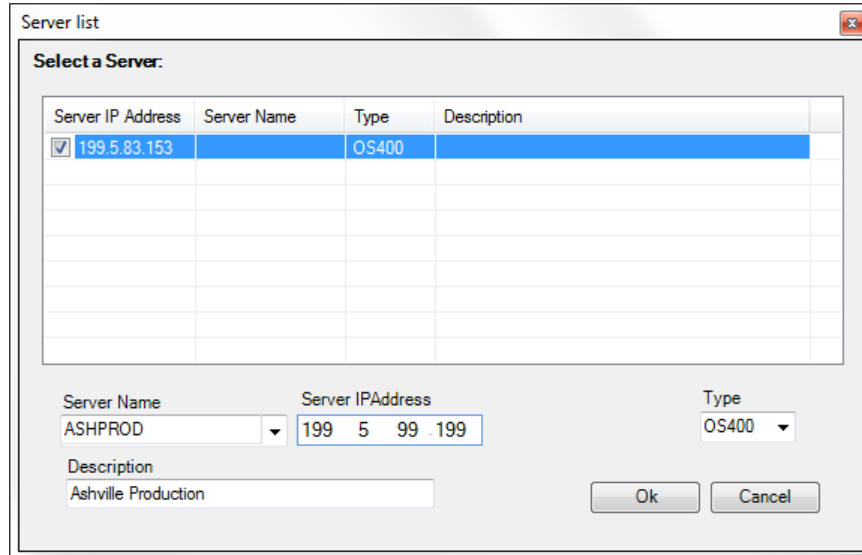 Server list
Select a Server:
Server IP Address Server Name Type Description
199.5.83.153 OS400
Server Name Server IPAddress Type
ASHPROD 199 5 99 .199 OS400
Description
Ashville Production
Ok Cancel